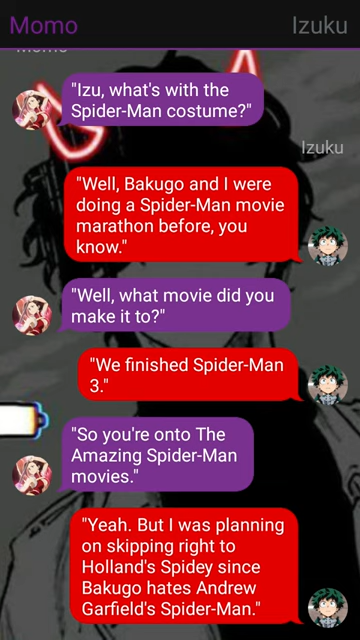 Momo Izuku
Momo
"Izu, what's with the
Spider-Man costume?"
Izuku
"Well, Bakugo and I were
doing a Spider-Man movie
marathon before, you
know."
"Well, what movie did you
make it to?"
"We finished Spider-Man
3."
"So you're onto The
Amazing Spider-Man
movies."
"Yeah. But I was planning
on skipping right to
Holland's Spidey since
Bakugo hates Andrew
Garfield's Spider-Man."